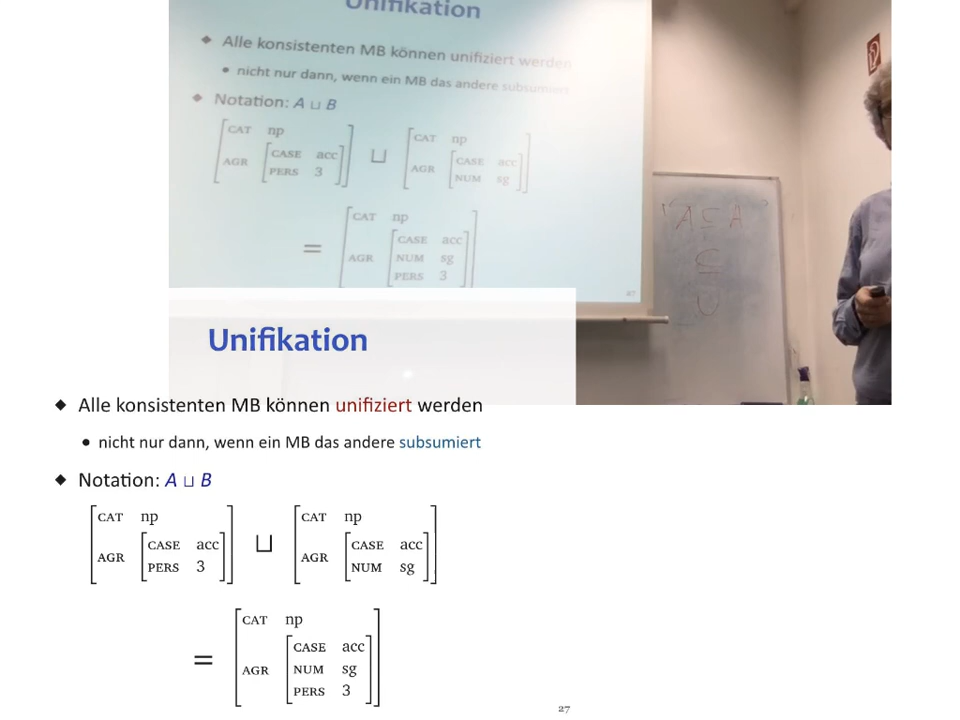 Unifikation
◆ Alle konsistenten MB können unifiziert werden
• nicht nur dann, wenn ein MB das andere subsumiert
◆ Notation: A ⊔ B
CAT np CAT np
CASE acc ⊔ CASE acc
AGR AGR
PERS 3 NUM sg
CAT np
CASE acc
= AGR NUM sg
PERS 3
27
A ⊑ A
⊑
Unifikation
◆ Alle konsistenten MB können unifiziert werden
• nicht nur dann, wenn ein MB das andere subsumiert
◆ Notation: A ⊔ B
CAT np CAT np
CASE acc ⊔ CASE acc
AGR AGR
PERS 3 NUM sg
CAT np
CASE acc
= AGR NUM sg
PERS 3
27